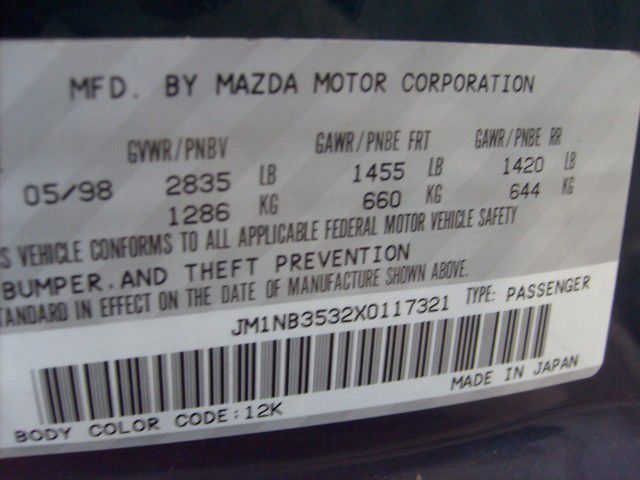 MFD. BY MAZDA MOTOR CORPORATION
GVWR/PNBV GAWR/PNBE FRT GAWR/PNBE RR
05/98 2835 LB 1455 LB 1420 LB
1286 KG 660 KG 644 KG
S VEHICLE CONFORMS TO ALL APPLICABLE FEDERAL MOTOR VEHICLE SAFETY
BUMPER.AND THEFT PREVENTION
TANDARD IN EFFECT ON THE DATE OF MANUFACTURE SHOWN ABOVE.
JM1NB3532X0117321 TYPE: PASSENGER
BODY COLOR CODE:12K MADE IN JAPAN